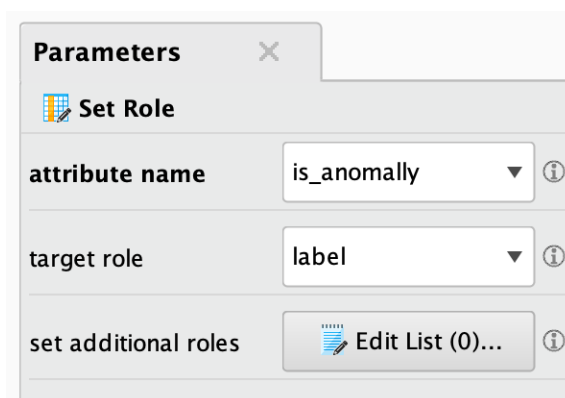 Parameters
Set Role
attribute name is_anomally
target role label
set additional roles Edit List (0)...